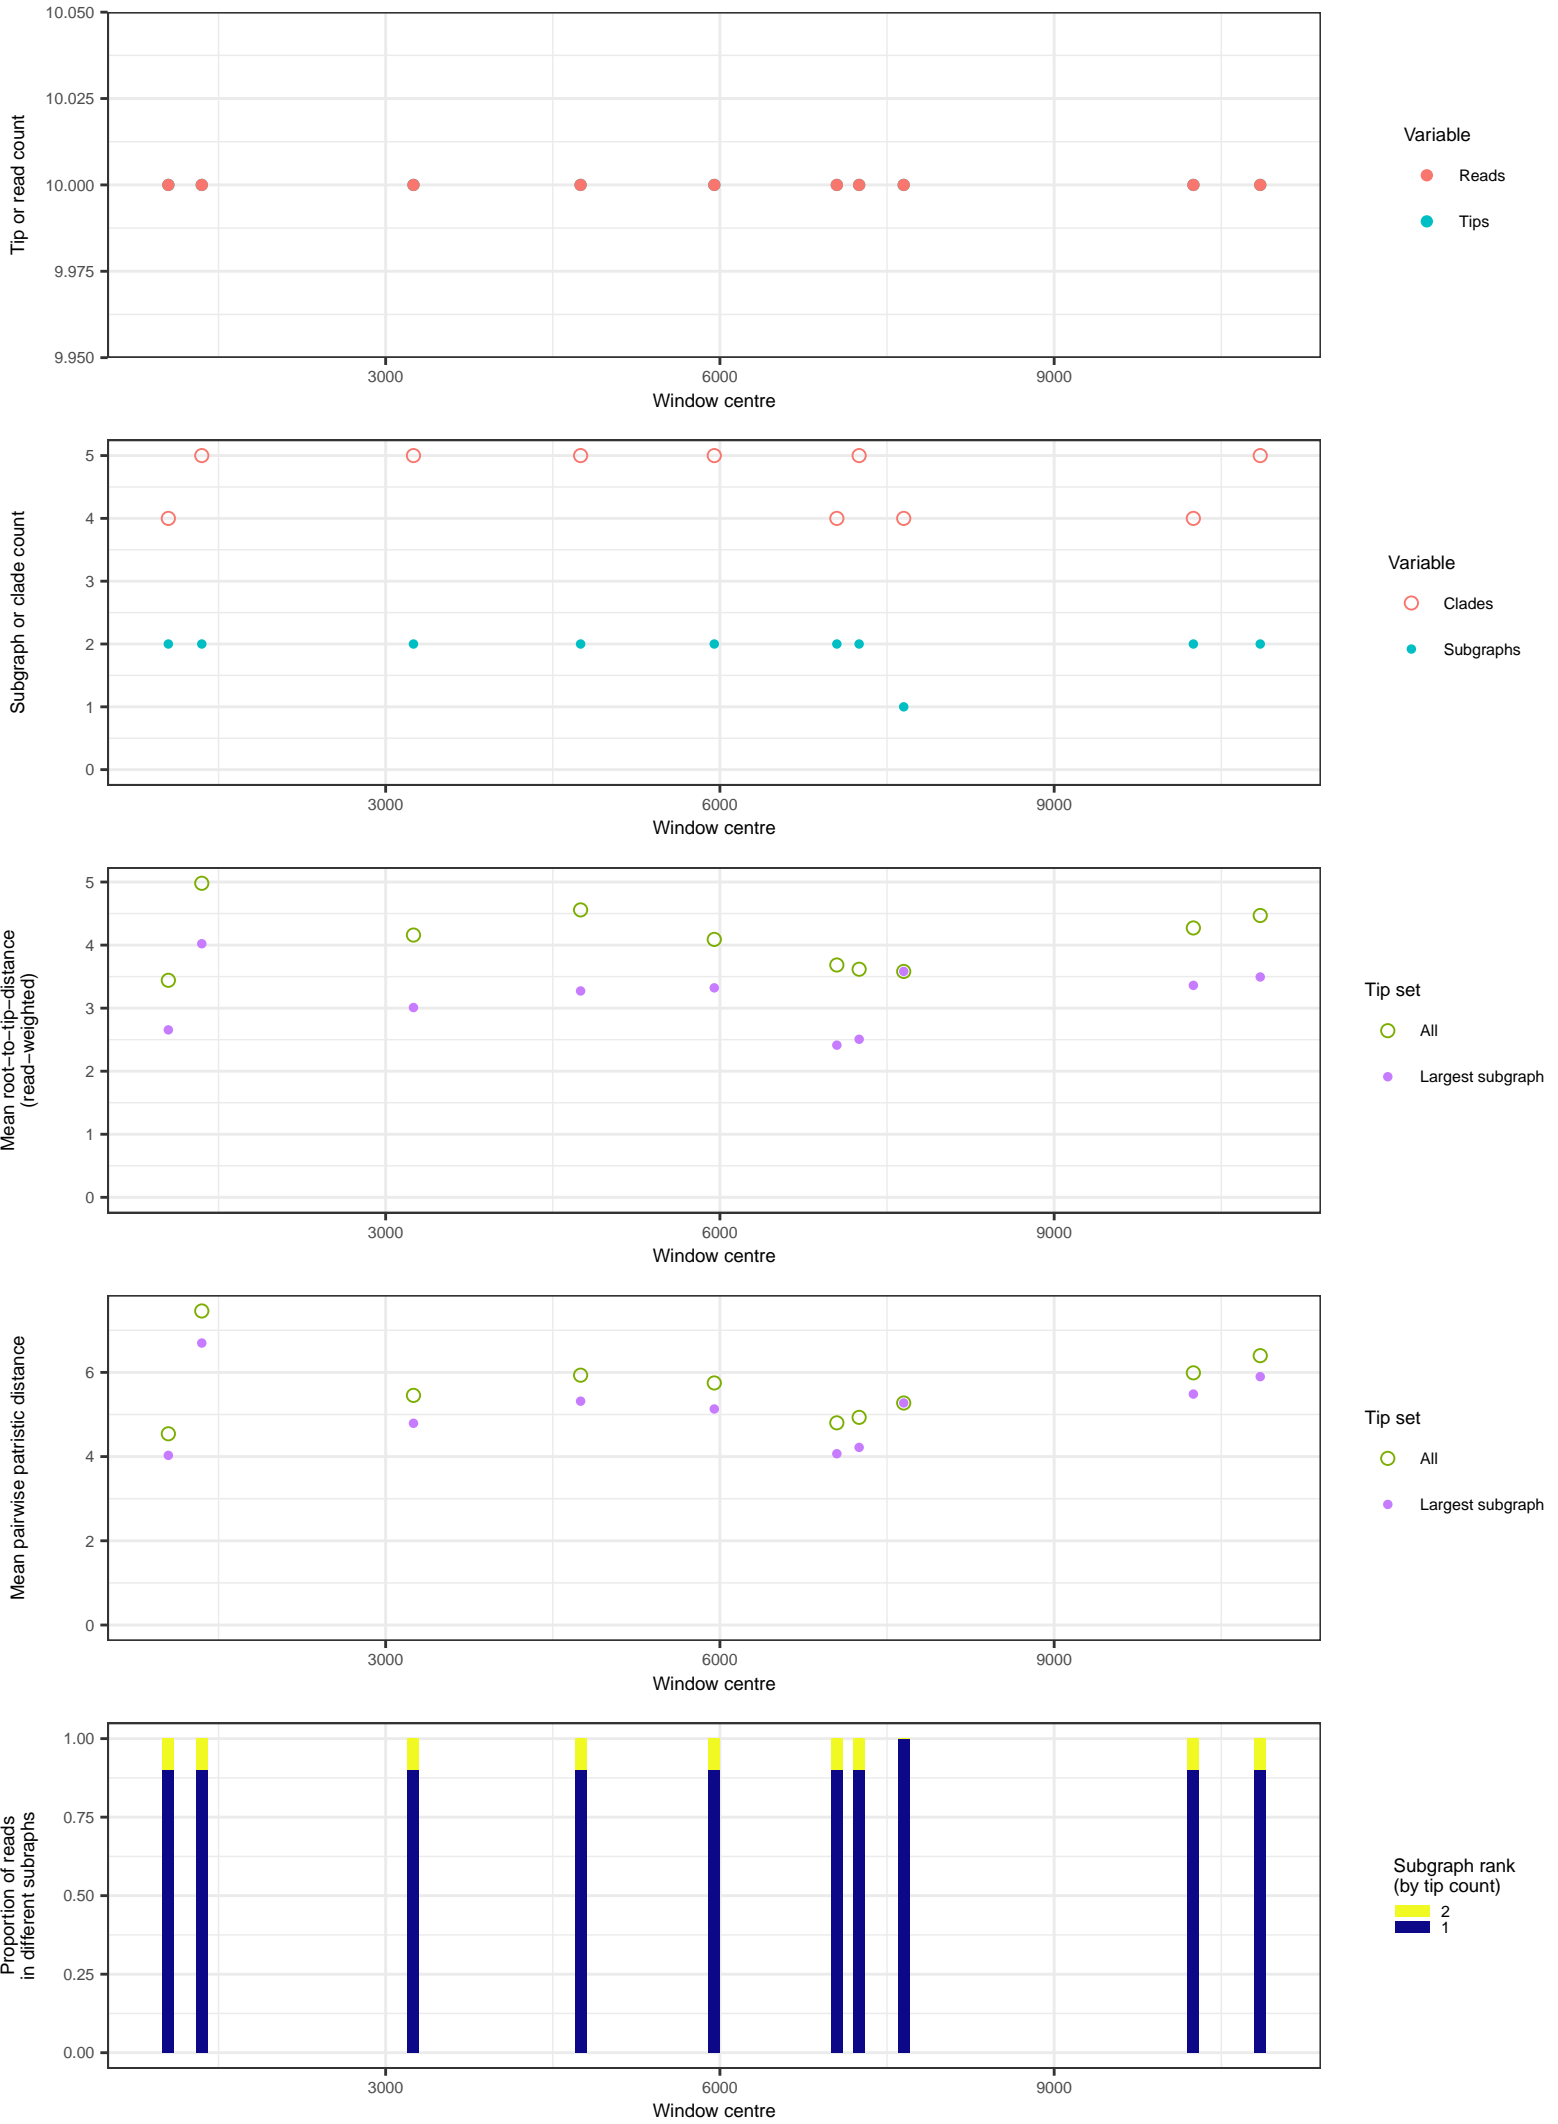 10.050
10.025
10.000
9.975
9.950
Tip or read count
3000
6000
9000
Window centre
Variable
Reads
Tips
5
4
3
2
1
0
Subgraph or clade count
3000
6000
9000
Window centre
Variable
Clades
Subgraphs
5
4
3
2
1
0
Mean root−to−tip−distance
(read−weighted)
3000
6000
9000
Window centre
Tip set
All
Largest subgraph
6
4
2
0
Mean pairwise patristic distance
3000
6000
9000
Window centre
Tip set
All
Largest subgraph
1.00
0.75
0.50
0.25
0.00
Proportion of reads
in different subraphs
3000
6000
9000
Window centre
Subgraph rank
(by tip count)
2
1